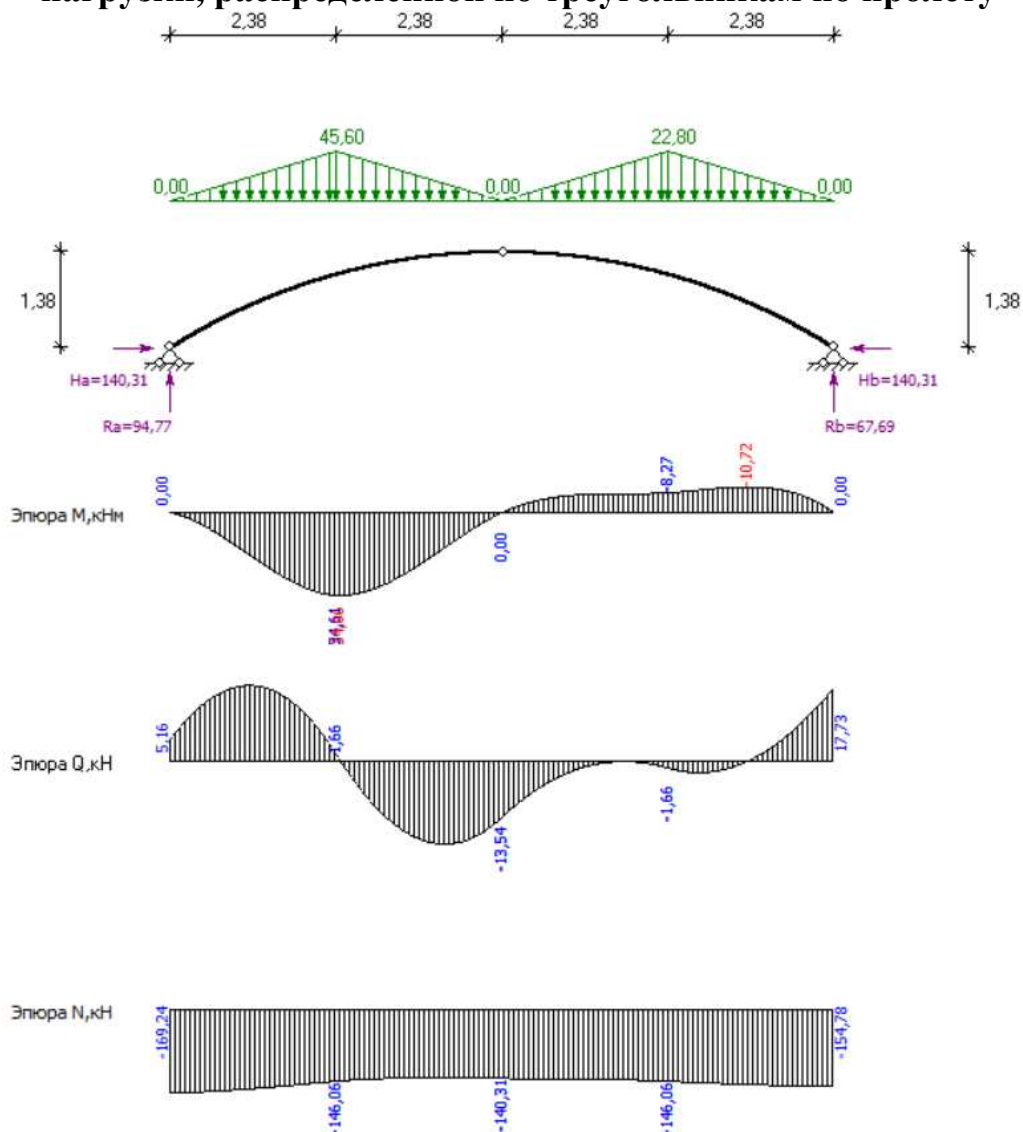 нагрузки, распределенной по треугольникам по пролету
2,38 2,38 2,38 2,38
45,60 22,80
0,00 0,00 0,00
1,38 1,38
Ha=140,31 Hb=140,31
Ra=94,77 Rb=67,69
Эпюра М,кНм
0,00
0,00
-8,27
-10,72
0,00
Эпюра Q,кН
5,16
1,66
-13,54
-1,66
17,73
Эпюра N,кН
-169,24
-146,06
-140,31
-146,06
-154,78